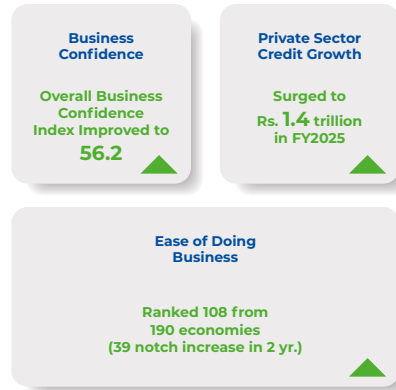 Business
Confidence
Overall Business
Confidence
Index Improved to
56.2
Private Sector
Credit Growth
Surged to
Rs. 1.4 trillion
in FY2025
Ease of Doing
Business
Ranked 108 from
190 economies
(39 notch increase in 2 yr.)